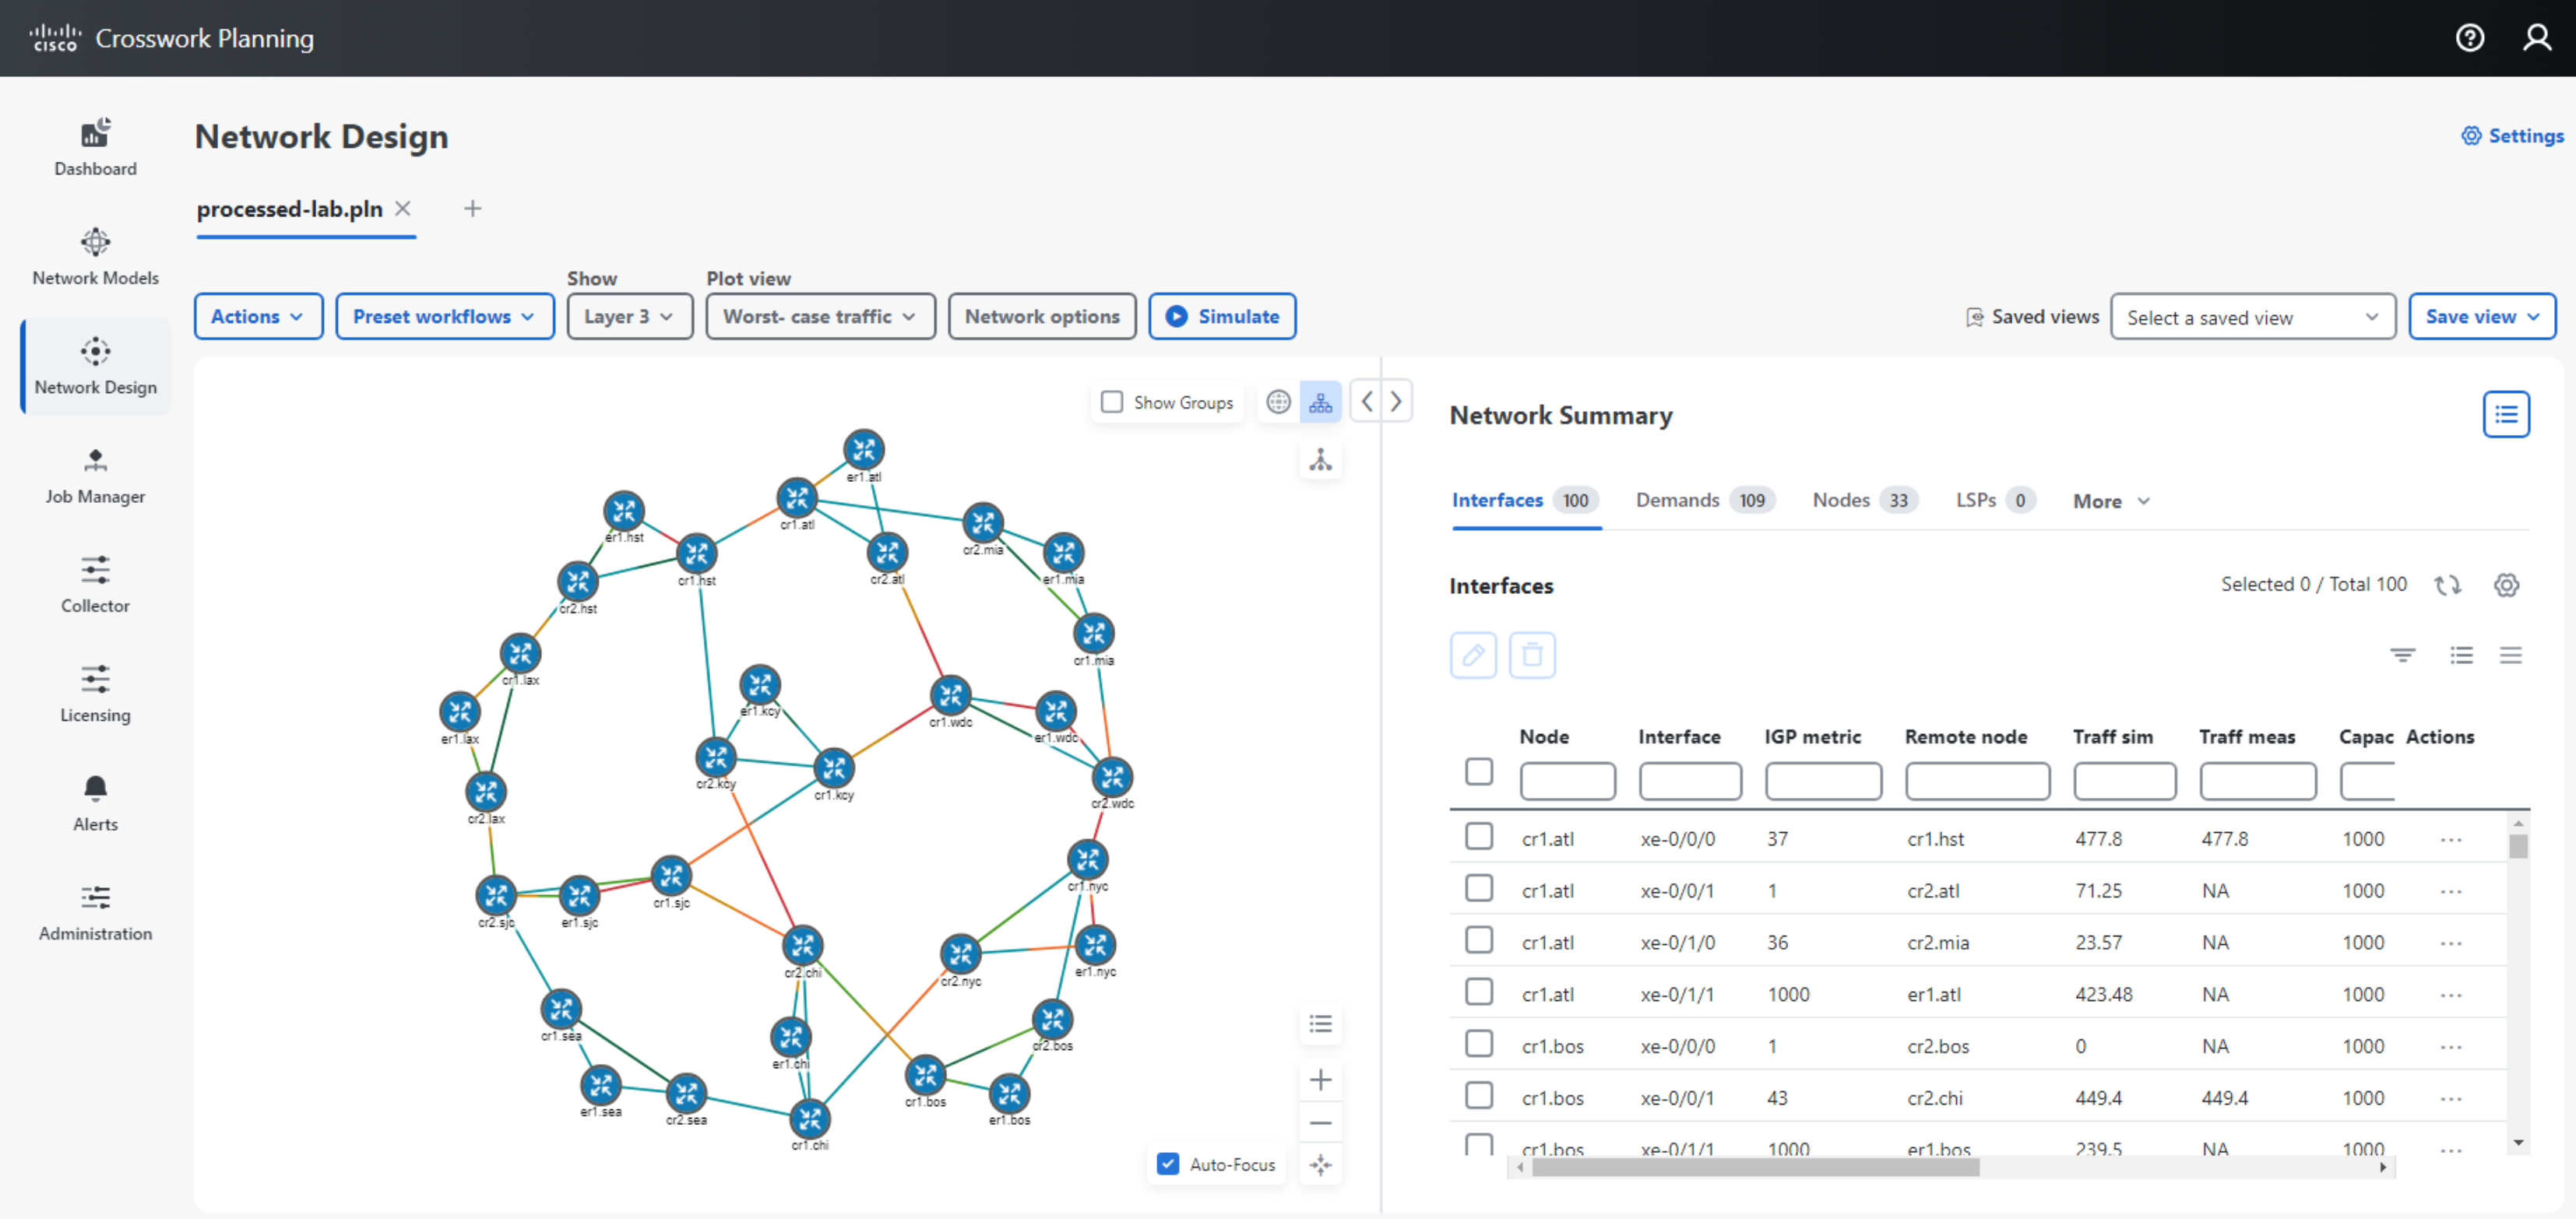 cisco Crosswork Planning
Dashboard
Network Models
Network Design
Job Manager
Collector
Licensing
Alerts
Administration
Network Design
Settings
processed-lab.pln
Show
Plot view
Actions
Preset workflows
Layer 3
Worst- case traffic
Network options
Simulate
Saved views
Select a saved view
Save view
Show Groups
er1.atl
cr1.atl
er1.hst
cr2.mia
cr1.hst
cr2.atl
er1.mia
cr2.hst
cr1.mia
cr1.lax
er1.kcy
cr1.wdc
er1.wdc
er1.lax
cr2.kcy
cr1.kcy
cr2.wdc
cr2.lax
cr1.nyc
cr1.sjc
cr2.sjc
er1.sjc
cr2.chi
cr2.nyc
er1.nyc
cr1.sea
cr2.bos
er1.chi
er1.sea
cr2.sea
cr1.bos
er1.bos
cr1.chi
Auto-Focus
Network Summary
Interfaces 100
Demands 109
Nodes 33
LSPs 0
More
Interfaces
Selected 0 / Total 100
Node Interface IGP metric Remote node Traff sim Traff meas Capac Actions
cr1.atl xe-0/0/0 37 cr1.hst 477.8 477.8 1000 ...
cr1.atl xe-0/0/1 1 cr2.atl 71.25 NA 1000 ...
cr1.atl xe-0/1/0 36 cr2.mia 23.57 NA 1000 ...
cr1.atl xe-0/1/1 1000 er1.atl 423.48 NA 1000 ...
cr1.bos xe-0/0/0 1 cr2.bos 0 NA 1000 ...
cr1.bos xe-0/0/1 43 cr2.chi 449.4 449.4 1000 ...
cr1.bos xe-0/1/1 1000 er1.bos 239.5 NA 1000 ...